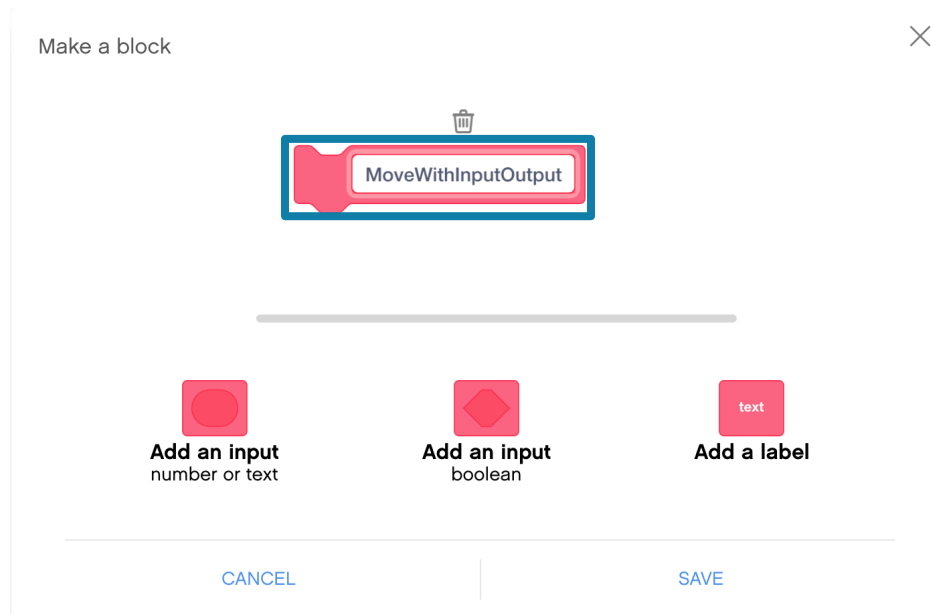 Make a block
MoveWithInputOutput
text
Add an input
number or text
Add an input
boolean
Add a label
CANCEL
SAVE